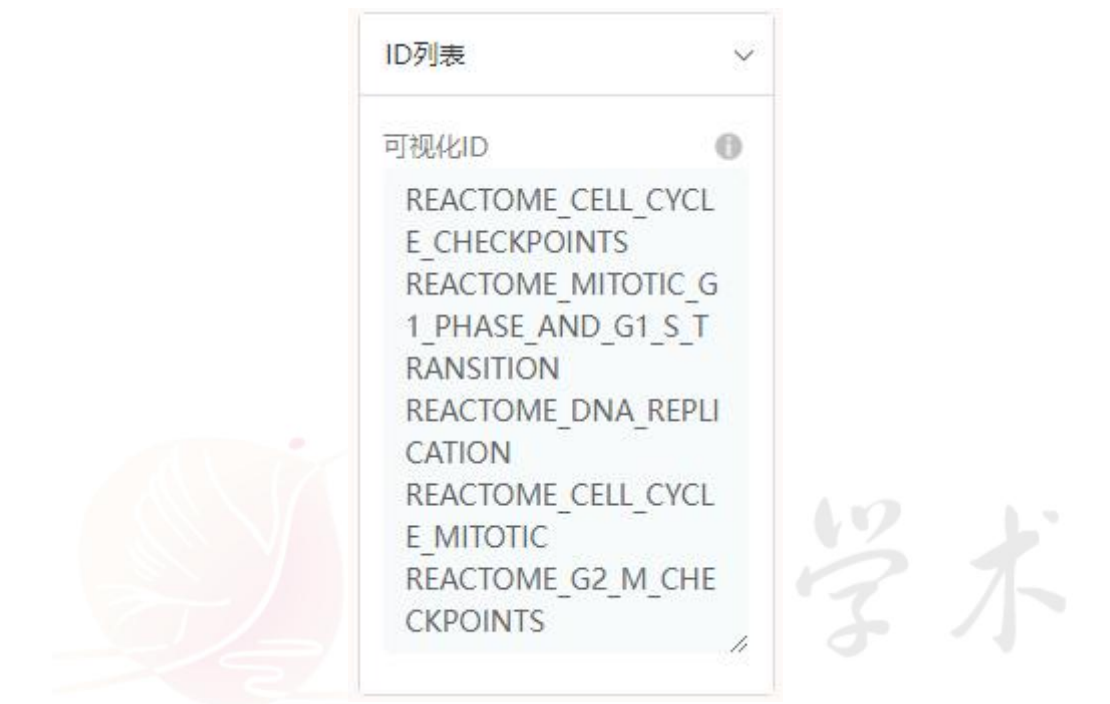 ID列表
可视化ID
REACTOME_CELL_CYCL
E_CHECKPOINTS
REACTOME_MITOTIC_G
1_PHASE_AND_G1_S_T
RANSITION
REACTOME_DNA_REPLI
CATION
REACTOME_CELL_CYCL
E_MITOTIC
REACTOME_G2_M_CHE
CKPOINTS
学术